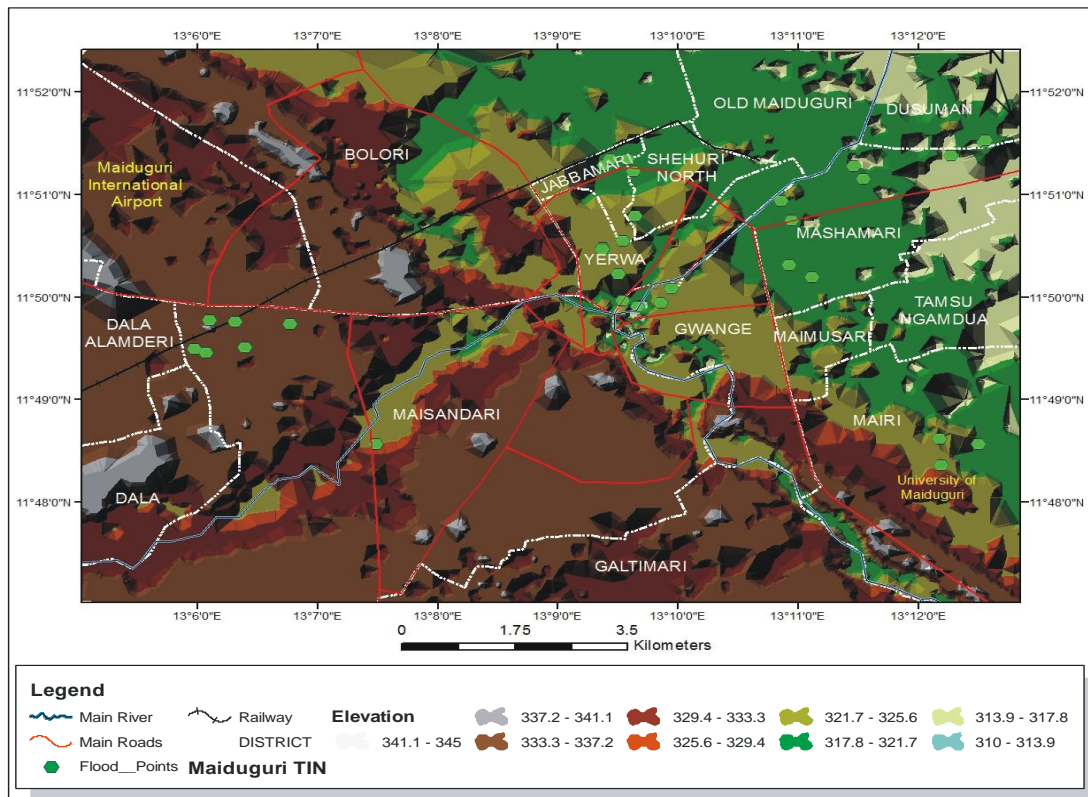 13°6'0"E 13°7'0"E 13°8'0"E 13°9'0"E 13°10'0"E 13°11'0"E 13°12'0"E
N
11°52'0"N 11°52'0"N
OLD MAIDUGURI
DUSUMAN
BOLORI
SHEHURI
NORTH
JABBAMARI
Maiduguri
International
Airport
11°51'0"N 11°51'0"N
MASHAMARI
YERWA
11°50'0"N 11°50'0"N
DALA
ALAMDERI
GWANGE
MAIMUSARI
TAMSU
NGAMDUA
11°49'0"N 11°49'0"N
MAISANDARI
MAIRI
DALA
University of
Maiduguri
11°48'0"N 11°48'0"N
GALTIMARI
13°6'0"E 13°7'0"E 13°8'0"E 13°9'0"E 13°10'0"E 13°11'0"E 13°12'0"E
0 1.75 3.5
Kilometers
Legend
Main River Railway Elevation 337.2 - 341.1 329.4 - 333.3 321.7 - 325.6 313.9 - 317.8
Main Roads DISTRICT 341.1 - 345 333.3 - 337.2 325.6 - 329.4 317.8 - 321.7 310 - 313.9
Flood__Points Maiduguri TIN